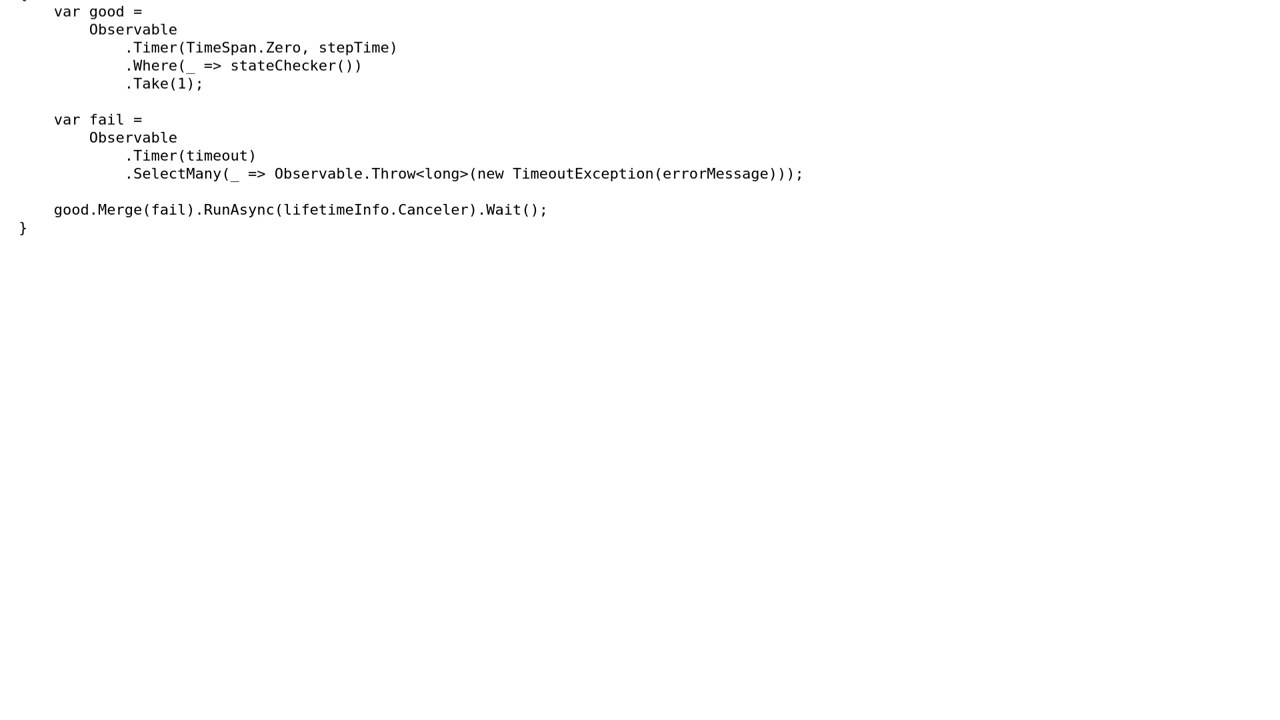 {
    var good =
        Observable
            .Timer(TimeSpan.Zero, stepTime)
            .Where(_ => stateChecker())
            .Take(1);

    var fail =
        Observable
            .Timer(timeout)
            .SelectMany(_ => Observable.Throw<long>(new TimeoutException(errorMessage)));

    good.Merge(fail).RunAsync(lifetimeInfo.Canceler).Wait();
}